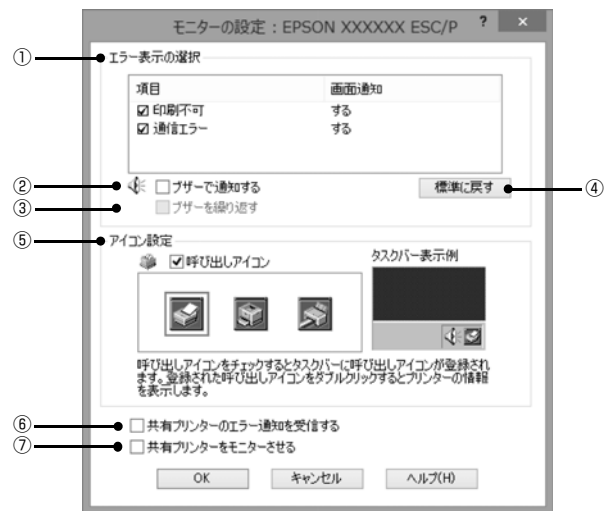 モニターの設定：EPSON XXXXXX ESC/P ? ×
① エラー表示の選択
項目 画面通知
印刷不可 する
通信エラー する
② ブザーで通知する 標準に戻す ④
③ ブザーを繰り返す
⑤ アイコン設定
呼び出しアイコン タスクバー表示例
呼び出しアイコンをチェックするとタスクバーに呼び出しアイコンが登録され
ます。登録された呼び出しアイコンをダブルクリックするとプリンターの情報
を表示します。
⑥ 共有プリンターのエラー通知を受信する
⑦ 共有プリンターをモニターさせる
OK キャンセル ヘルプ(H)